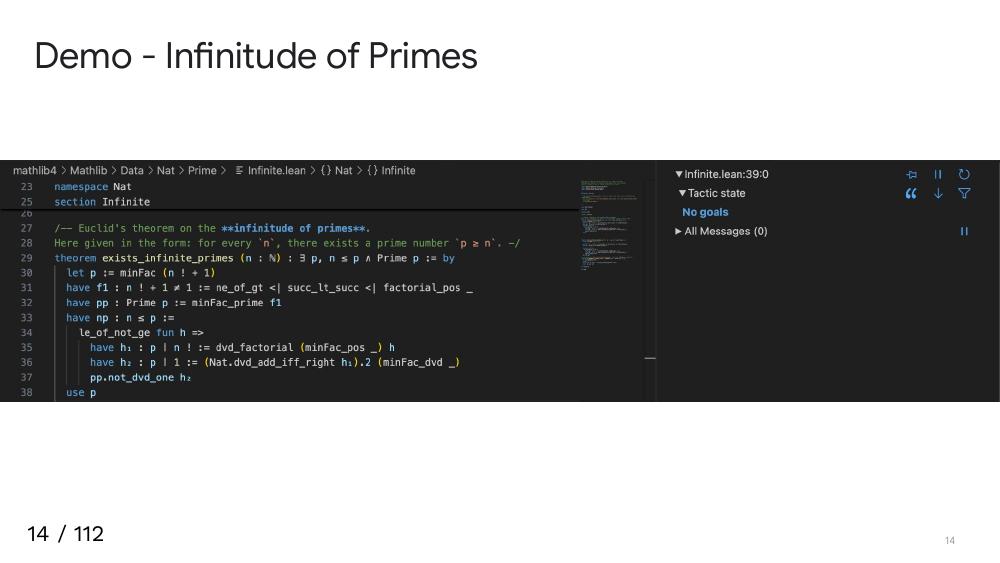 Demo - Infinitude of Primes
mathlib4 > Mathlib > Data > Nat > Prime > Infinite.lean > {} Nat > {} Infinite
23 namespace Nat
25 section Infinite
26
27 /-- Euclid's theorem on the **infinitude of primes**.
28 Here given in the form: for every `n`, there exists a prime number `p ≥ n`. -/
29 theorem exists_infinite_primes (n : ℕ) : ∃ p, n ≤ p ∧ Prime p := by
30 let p := minFac (n ! + 1)
31 have f1 : n ! + 1 ≠ 1 := ne_of_gt <| succ_lt_succ <| factorial_pos _
32 have pp : Prime p := minFac_prime f1
33 have np : n ≤ p :=
34 le_of_not_ge fun h =>
35 have h₁ : p ∣ n ! := dvd_factorial (minFac_pos _) h
36 have h₂ : p ∣ 1 := (Nat.dvd_add_iff_right h₁).2 (minFac_dvd _)
37 pp.not_dvd_one h₂
38 use p
▼Infinite.lean:39:0
▼Tactic state
No goals
▶ All Messages (0)
14 / 112
14